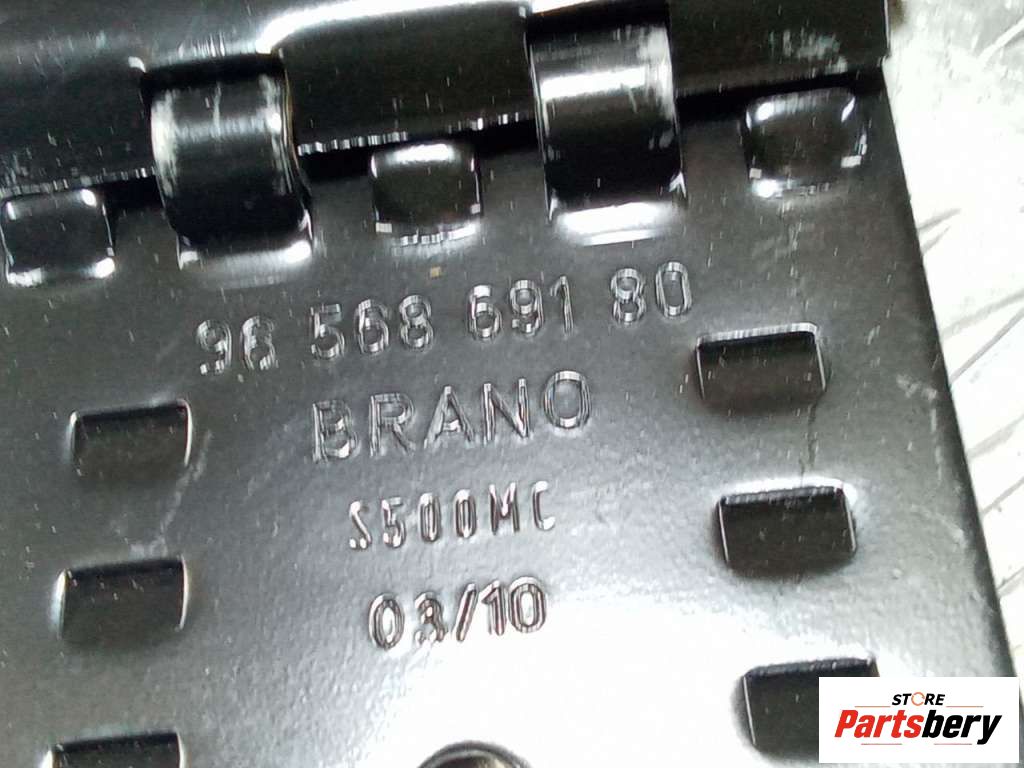 96 568 691 80
BRANO
S500MC
03/10
STORE
Partsbery